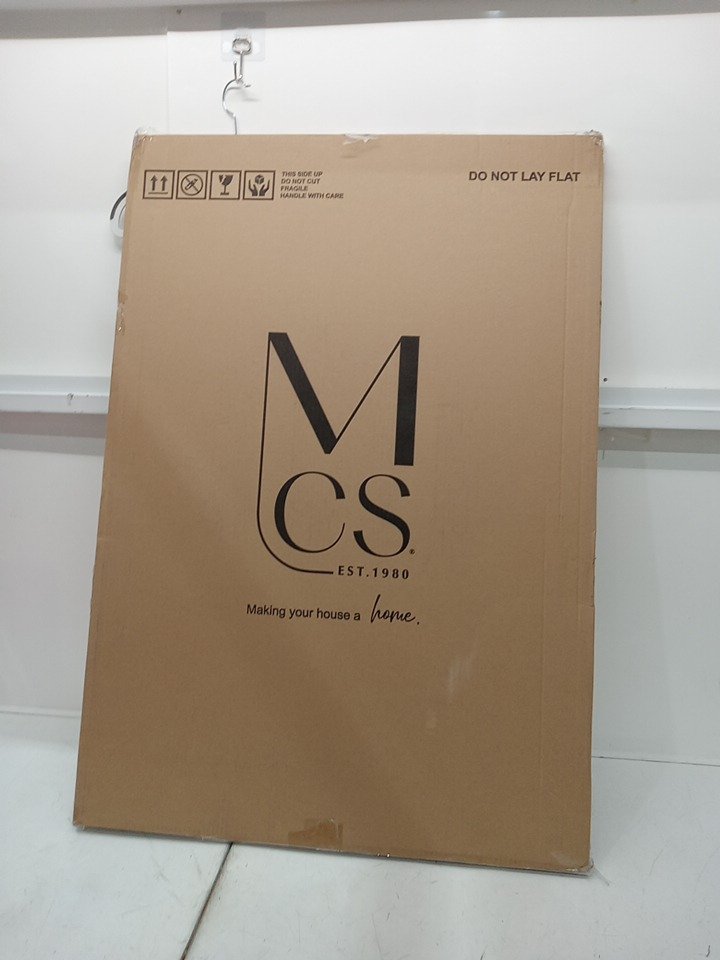 THIS SIDE UP
DO NOT CUT
FRAGILE
HANDLE WITH CARE
DO NOT LAY FLAT
M
CS®
EST.1980
Making your house a home.